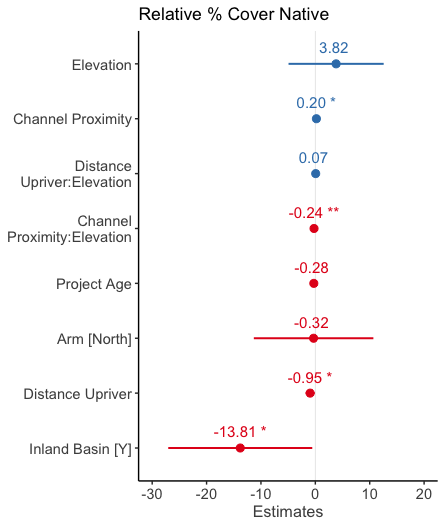 Relative % Cover Native
Elevation
3.82
Channel Proximity
0.20 *
Distance
Upriver:Elevation
0.07
Channel
Proximity:Elevation
-0.24 **
Project Age
-0.28
Arm [North]
-0.32
Distance Upriver
-0.95 *
Inland Basin [Y]
-13.81 *
-30 -20 -10 0 10 20
Estimates